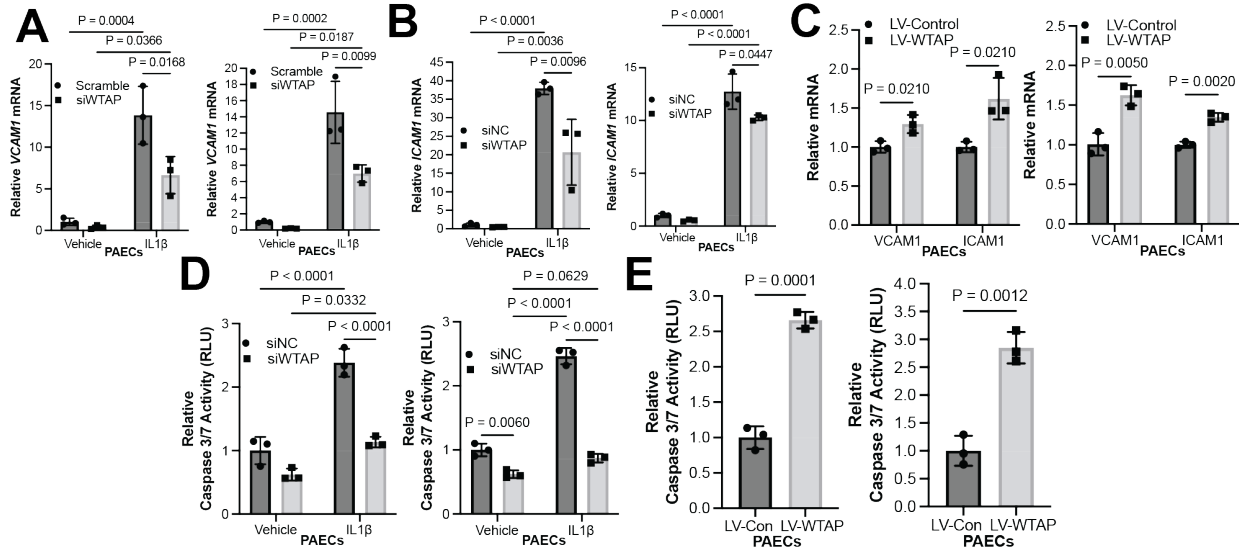 A
P = 0.0004
P = 0.0366
P = 0.0168
Scramble
siWTAP
Relative VCAM1 mRNA
20
15
10
5
0
Vehicle
IL1β
PAECs
P = 0.0002
P = 0.0187
P = 0.0099
Scramble
siWTAP
Relative VCAM1 mRNA
20
18
16
14
12
10
8
6
4
2
0
Vehicle
IL1β
PAECs
B
P < 0.0001
P = 0.0036
P = 0.0096
siNC
siWTAP
Relative ICAM1 mRNA
45
40
35
30
25
20
15
10
5
0
Vehicle
IL1β
PAECs
P < 0.0001
P < 0.0001
P = 0.0447
siNC
siWTAP
Relative ICAM1 mRNA
15
10
5
0
Vehicle
IL1β
PAECs
C
LV-Control
LV-WTAP
P = 0.0210
P = 0.0210
Relative mRNA
2.5
2.0
1.5
1.0
0.5
0.0
VCAM1
ICAM1
PAECs
LV-Control
LV-WTAP
P = 0.0050
P = 0.0020
Relative mRNA
2.5
2.0
1.5
1.0
0.5
0.0
VCAM1
ICAM1
PAECs
D
P < 0.0001
P = 0.0332
P < 0.0001
siNC
siWTAP
Relative
Caspase 3/7 Activity (RLU)
3
2
1
0
Vehicle
IL1β
PAECs
P = 0.0629
P < 0.0001
P < 0.0001
siNC
siWTAP
P = 0.0060
Relative
Caspase 3/7 Activity (RLU)
3
2
1
0
Vehicle
IL1β
PAECs
E
P = 0.0001
Relative
Caspase 3/7 Activity (RLU)
3.0
2.5
2.0
1.5
1.0
0.5
0.0
LV-Con
LV-WTAP
PAECs
P = 0.0012
Relative
Caspase 3/7 Activity (RLU)
4.0
3.5
3.0
2.5
2.0
1.5
1.0
0.5
0.0
LV-Con
LV-WTAP
PAECs